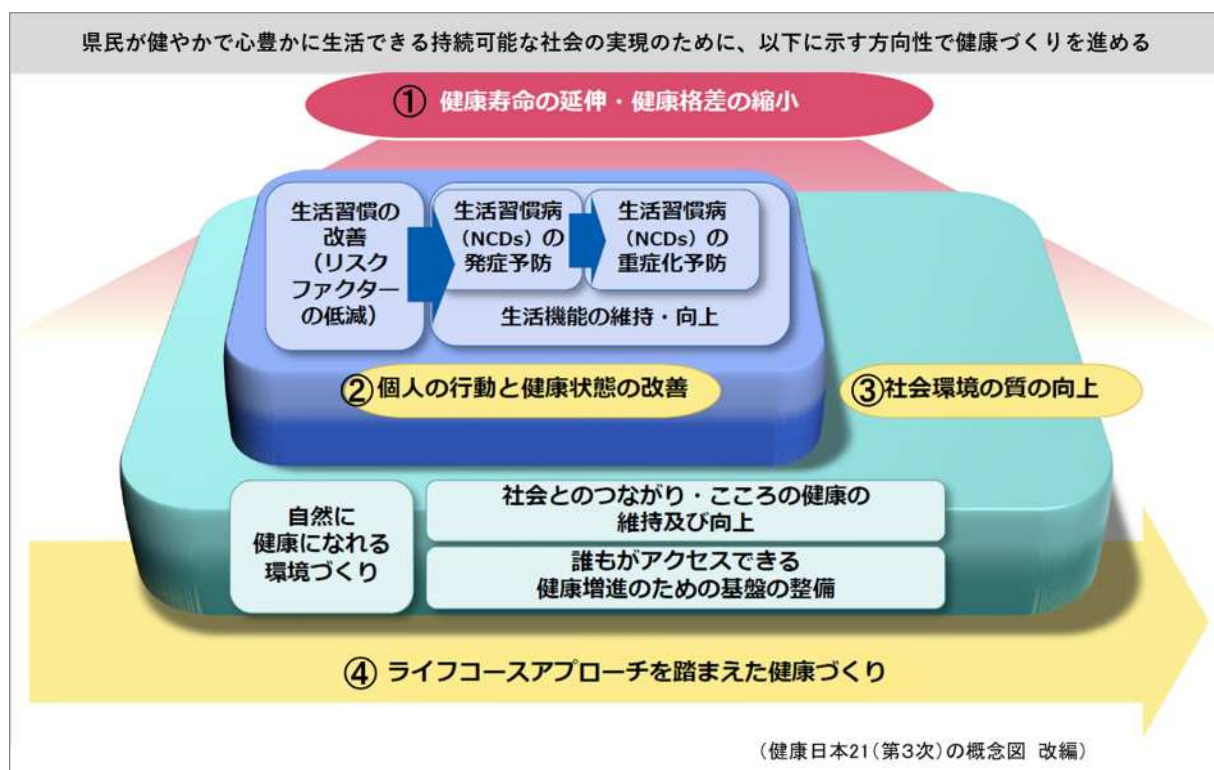 県民が健やかで心豊かに生活できる持続可能な社会の実現のために、以下に示す方向性で健康づくりを進める
① 健康寿命の延伸・健康格差の縮小
生活習慣の
改善
（リスク
ファクター
の低減）
生活習慣病
（NCDs）の
発症予防
生活習慣病
（NCDs）の
重症化予防
生活機能の維持・向上
②個人の行動と健康状態の改善
③社会環境の質の向上
自然に
健康になれる
環境づくり
社会とのつながり・こころの健康の
維持及び向上
誰もがアクセスできる
健康増進のための基盤の整備
④ ライフコースアプローチを踏まえた健康づくり
（健康日本21（第3次）の概念図 改編）